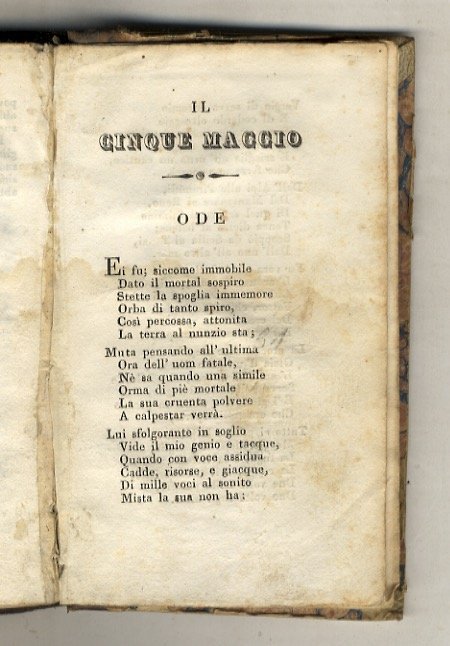 IL
CINQUE MAGGIO
ODE
Ei fu; siccome immobile
Dato il mortal sospiro
Stette la spoglia immemore
Orba di tanto spiro,
Così percossa, attonita
La terra al nunzio sta;
Muta pensando all' ultima
Ora dell' uom fatale,
Nè sa quando una simile
Orma di piè mortale
La sua cruenta polvere
A calpestar verrà.
Lui sfolgorante in soglio
Vide il mio genio e tacque,
Quando con voce assidua
Cadde, risorse, e giacque,
Di mille voci al sonito
Mista la sua non ha: